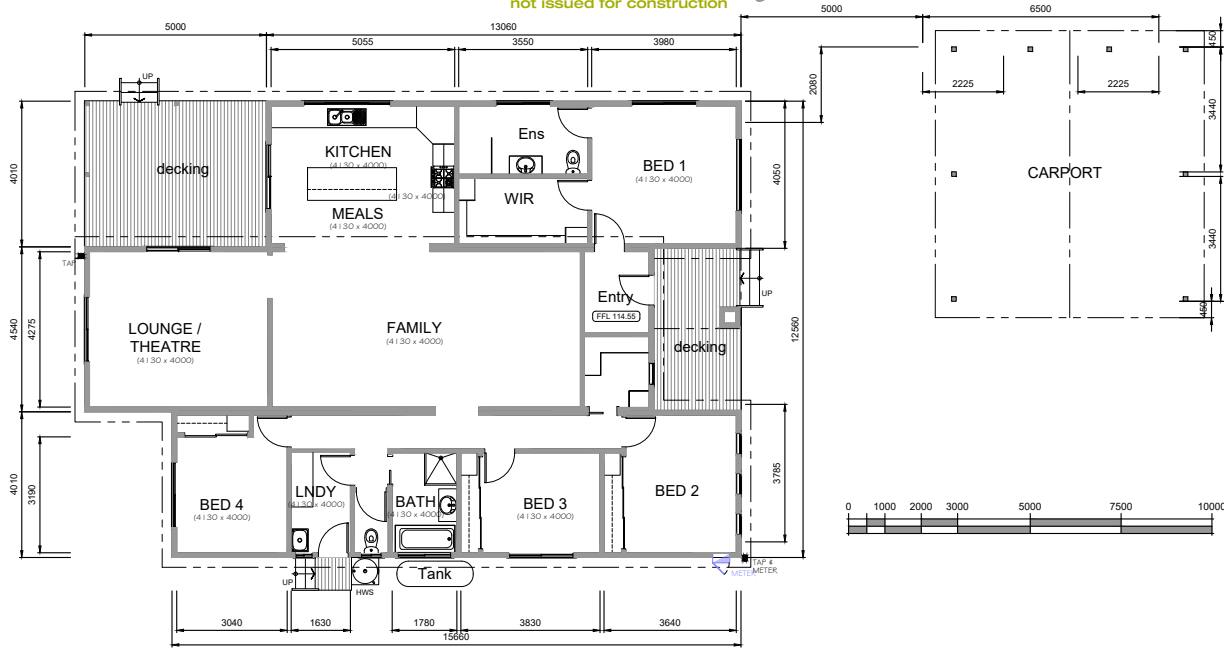 not issued for construction
5000
13060
5000
6500
5055
3550
3980
UP
450
2080
2225
2225
3440
4010
decking
KITCHEN
(4130 x 4000)
(4130 x 4000)
MEALS
(4130 x 4000)
Ens
WIR
BED 1
(4130 x 4000)
4050
CARPORT
3440
450
TAP
4540
4275
LOUNGE /
THEATRE
(4130 x 4000)
FAMILY
(4130 x 4000)
Entry
FFL 114.55
decking
UP
12560
4010
3190
BED 4
(4130 x 4000)
LNDY
(4130 x 4000)
BATH
(4130 x 4000)
BED 3
(4130 x 4000)
BED 2
3785
0
1000
2000
3000
5000
7500
10000
UP
HWS
Tank
METER
TAP &
METER
3040
1630
1780
3830
3640
15660